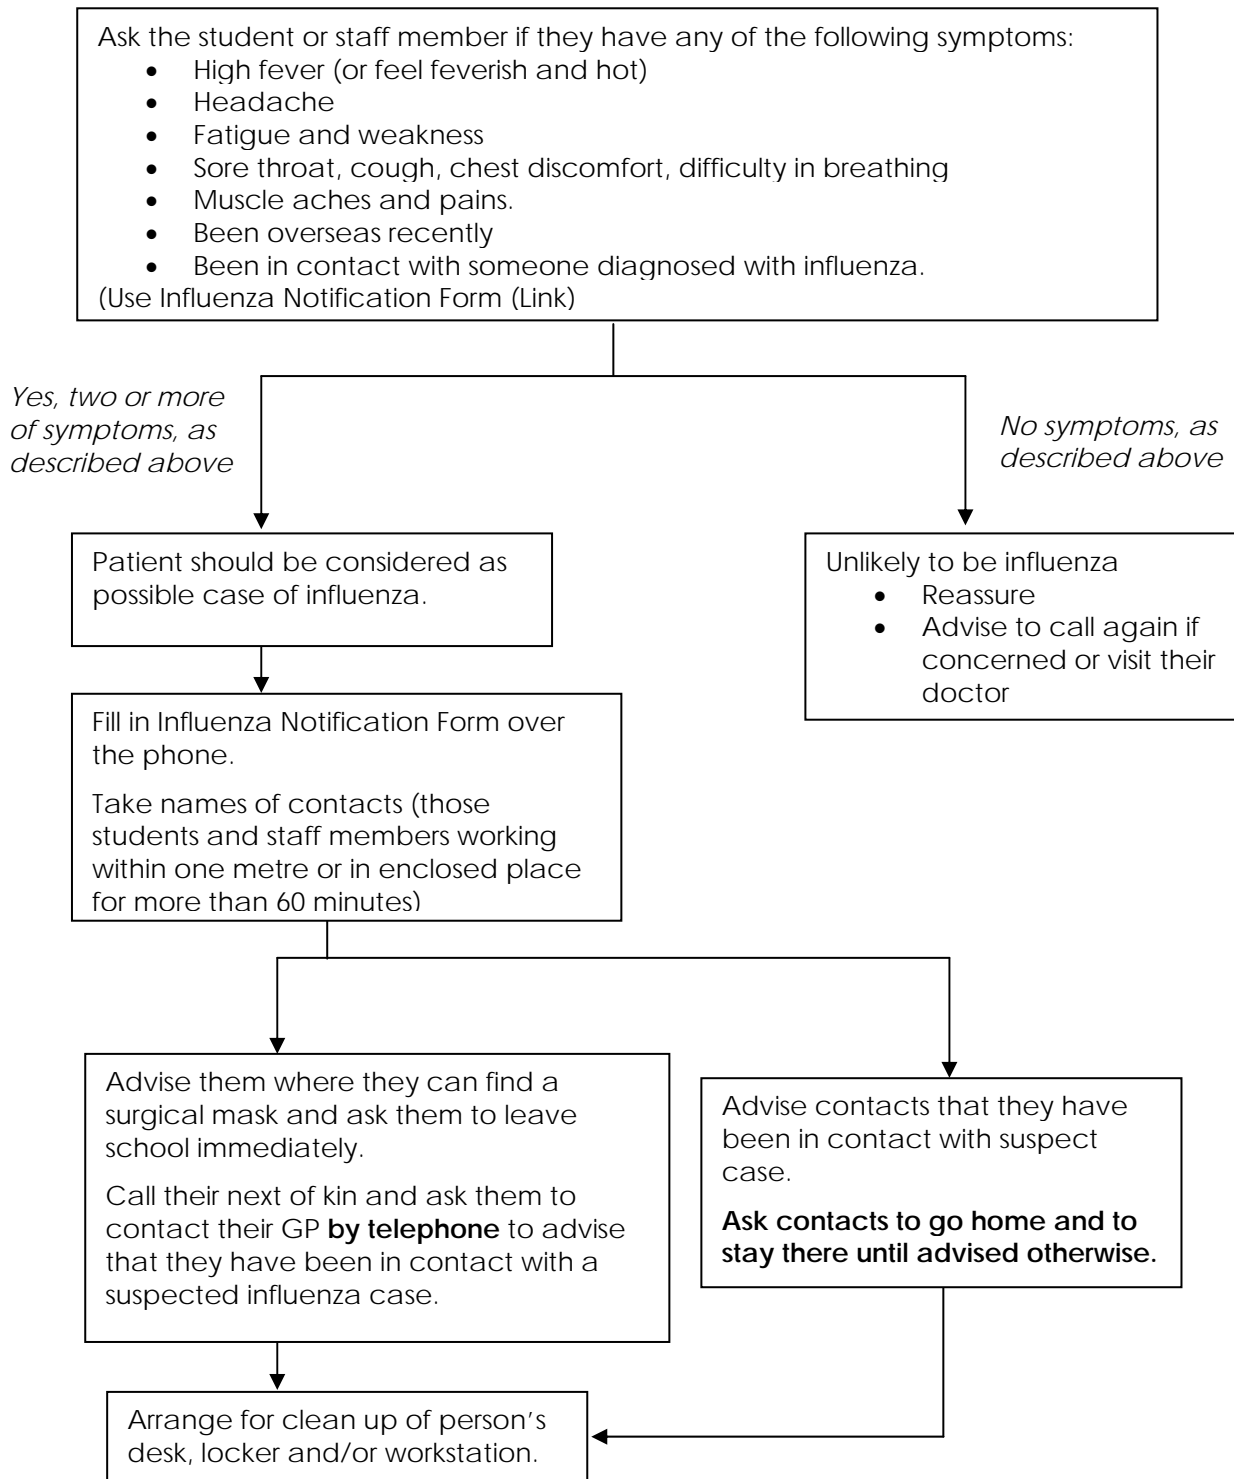 Ask the student or staff member if they have any of the following symptoms:
• High fever (or feel feverish and hot)
• Headache
• Fatigue and weakness
• Sore throat, cough, chest discomfort, difficulty in breathing
• Muscle aches and pains.
• Been overseas recently
• Been in contact with someone diagnosed with influenza.
(Use Influenza Notification Form (Link)
Yes, two or more
of symptoms, as
described above
No symptoms, as
described above
Patient should be considered as
possible case of influenza.
Unlikely to be influenza
• Reassure
• Advise to call again if
concerned or visit their
doctor
Fill in Influenza Notification Form over
the phone.
Take names of contacts (those
students and staff members working
within one metre or in enclosed place
for more than 60 minutes)
Advise them where they can find a
surgical mask and ask them to leave
school immediately.
Call their next of kin and ask them to
contact their GP by telephone to advise
that they have been in contact with a
suspected influenza case.
Advise contacts that they have
been in contact with suspect
case.
Ask contacts to go home and to
stay there until advised otherwise.
Arrange for clean up of person's
desk, locker and/or workstation.